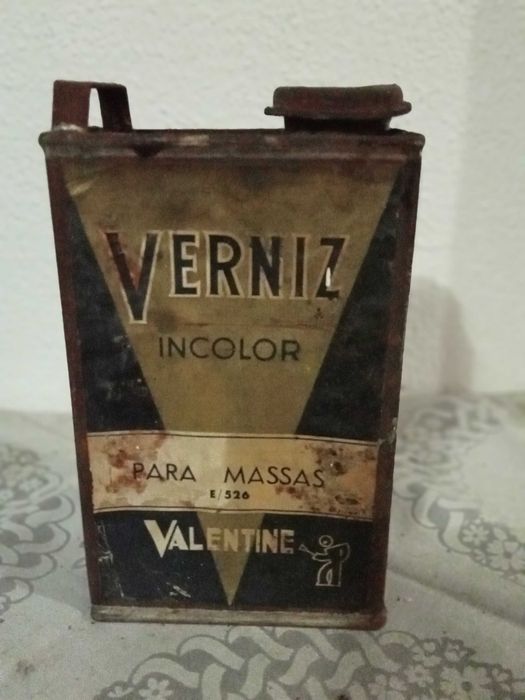 VERNIZ
INCOLOR
PARA MASSAS
E/526
VALENTINE